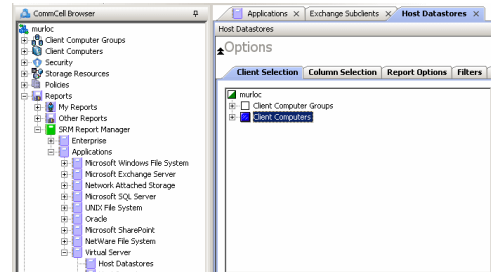 CommCell Browser
murloc
Client Computer Groups
Client Computers
Security
Storage Resources
Policies
Reports
My Reports
Other Reports
SRM Report Manager
Enterprise
Applications
Microsoft Windows File System
Microsoft Exchange Server
Network Attached Storage
Microsoft SQL Server
UNIX File System
Oracle
Microsoft SharePoint
NetWare File System
Virtual Server
Host Datastores
Applications Exchange Subclients Host Datastores
Host Datastores
Options
Client Selection Column Selection Report Options Filters
murloc
Client Computer Groups
Client Computers